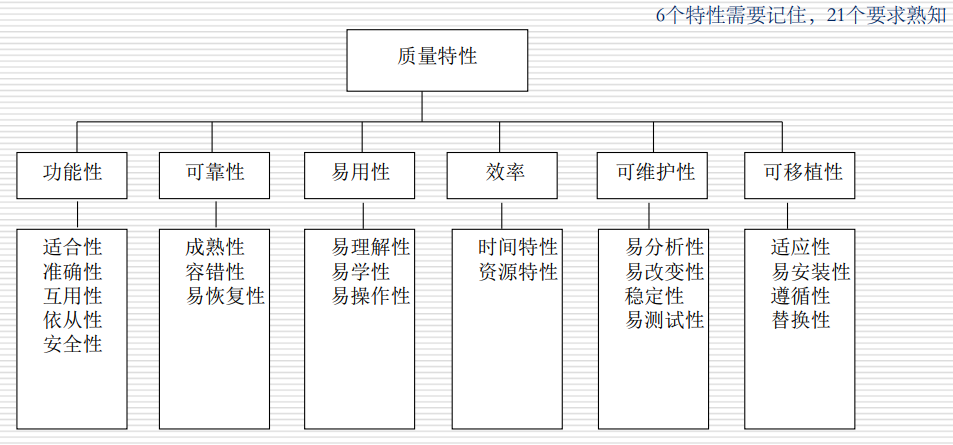 6个特性需要记住，21个要求熟知
质量特性
功能性
可靠性
易用性
效率
可维护性
可移植性
适合性
准确性
互用性
依从性
安全性
成熟性
容错性
易恢复性
易理解性
易学性
易操作性
时间特性
资源特性
易分析性
易改变性
稳定性
易测试性
适应性
易安装性
遵循性
替换性